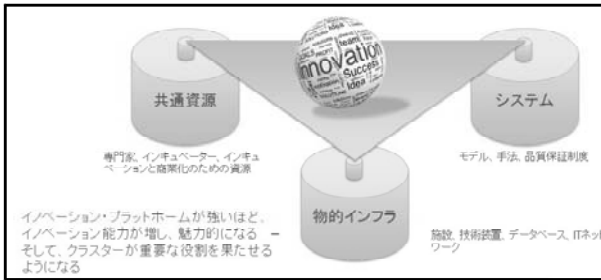 innovation
team
Success
Idea
共通資源
システム
専門家、インキュベーター、インキュ
ベーションと商業化のための資源
モデル、手法、品質保証制度
物的インフラ
イノベーション・プラットホームが強いほど、
イノベーション能力が増し、魅力的になる －
そして、クラスターが重要な役割を果たせる
ようになる
施設、技術装置、データベース、ITネット
ワーク